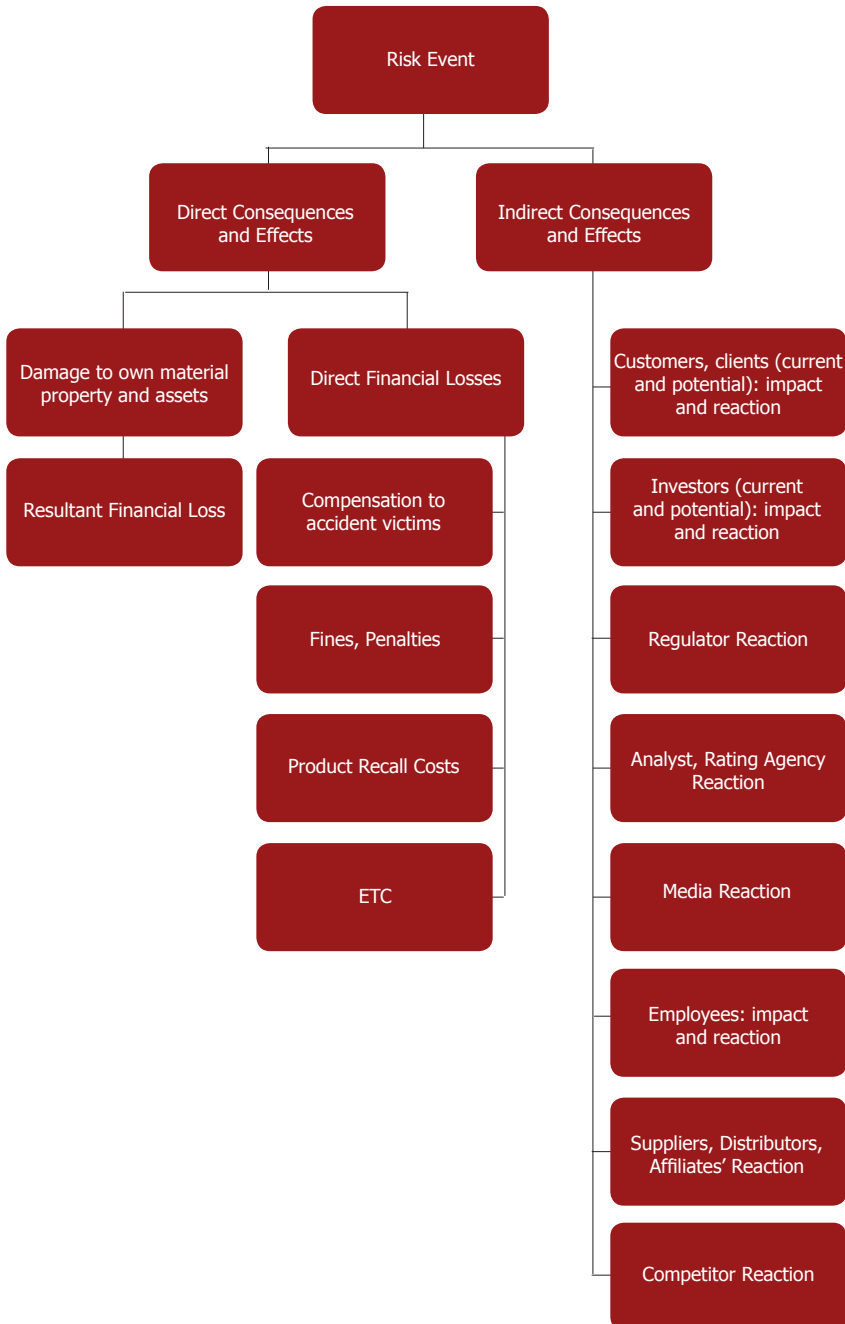 Risk Event
Direct Consequences
and Effects
Indirect Consequences
and Effects
Damage to own material
property and assets
Direct Financial Losses
Customers, clients (current
and potential): impact
and reaction
Resultant Financial Loss
Compensation to
accident victims
Investors (current
and potential): impact
and reaction
Fines, Penalties
Regulator Reaction
Product Recall Costs
Analyst, Rating Agency
Reaction
ETC
Media Reaction
Employees: impact
and reaction
Suppliers, Distributors,
Affiliates’ Reaction
Competitor Reaction